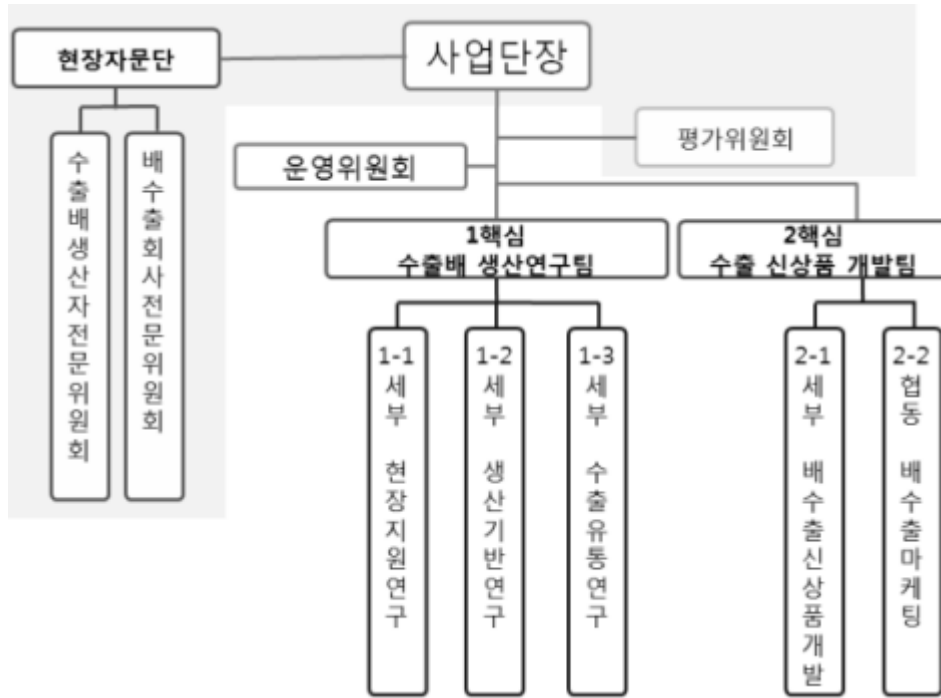 현장자문단
사업단장
평가위원회
운영위원회
수출배생산자전문위원회
배수출회사전문위원회
1핵심
수출배 생산연구팀
2핵심
수출 신상품 개발팀
1-1
세부 현장지원연구
1-2
세부 생산기반연구
1-3
세부 수출유통연구
2-1
세부 배수출신상품개발
2-2
협동 배수출마케팅